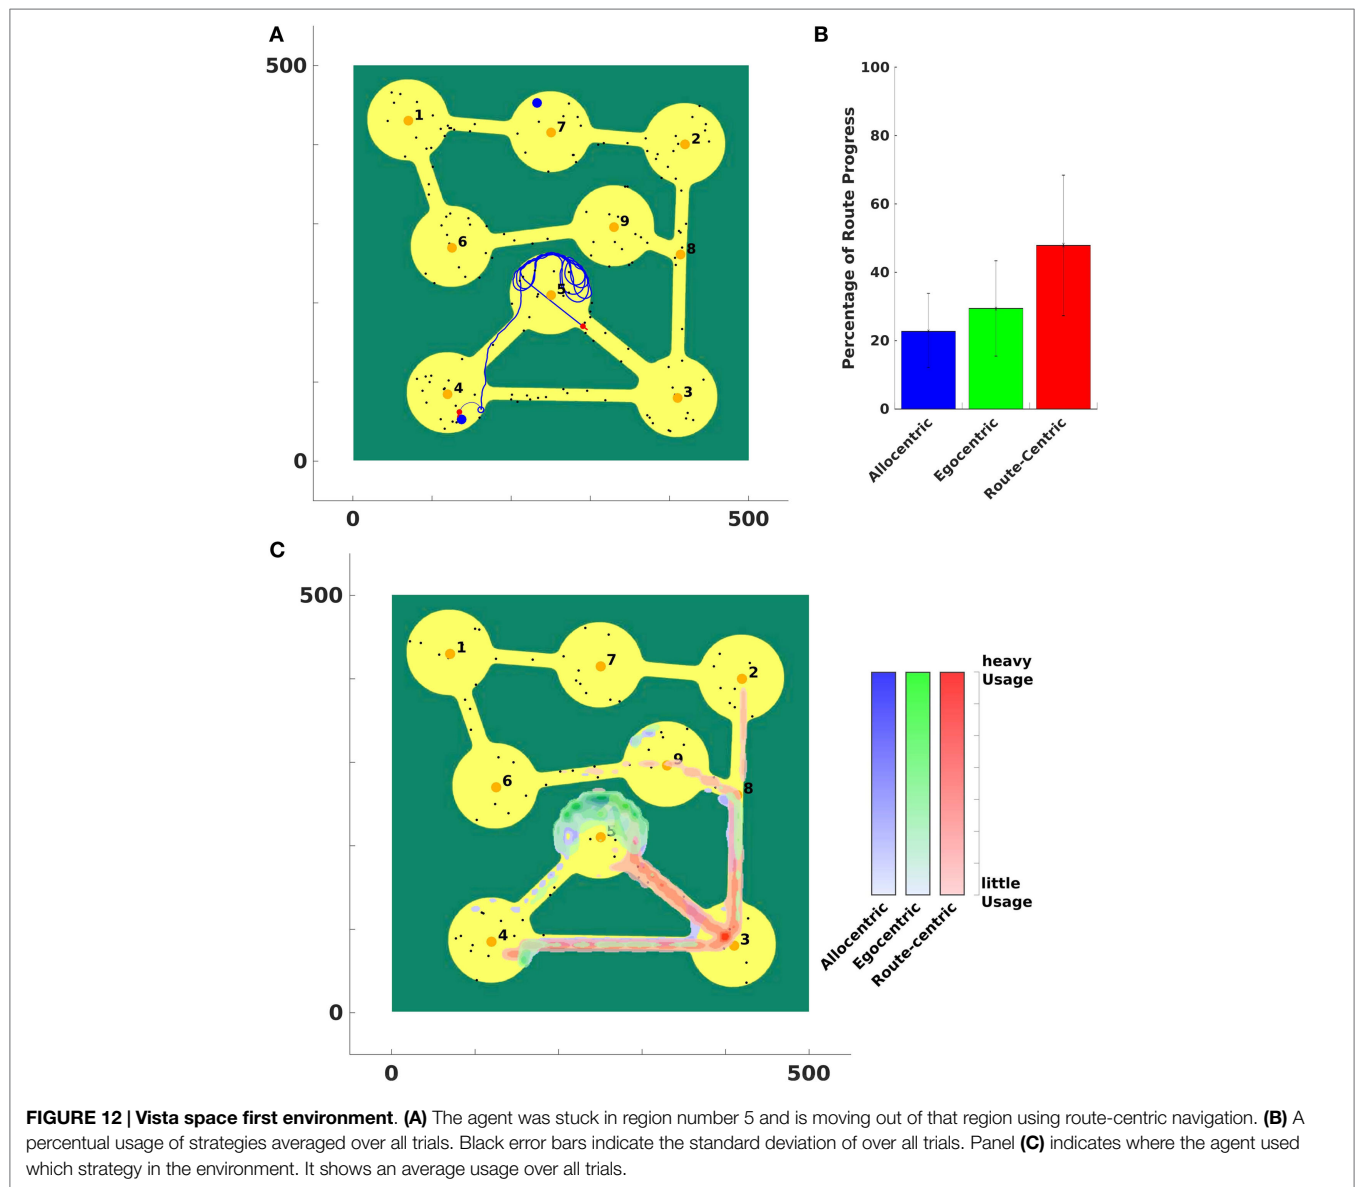 A
500
0
0
500
1
7
2
6
9
8
5
4
3
B
Percentage of Route Progress
100
80
60
40
20
0
Allocentric
Egocentric
Route-Centric
C
500
0
0
500
1
7
2
9
6
8
5
4
3
heavy
Usage
little
Usage
Allocentric
Egocentric
Route-centric
FIGURE 12 | Vista space first environment. (A) The agent was stuck in region number 5 and is moving out of that region using route-centric navigation. (B) A
percentual usage of strategies averaged over all trials. Black error bars indicate the standard deviation of over all trials. Panel (C) indicates where the agent used
which strategy in the environment. It shows an average usage over all trials.